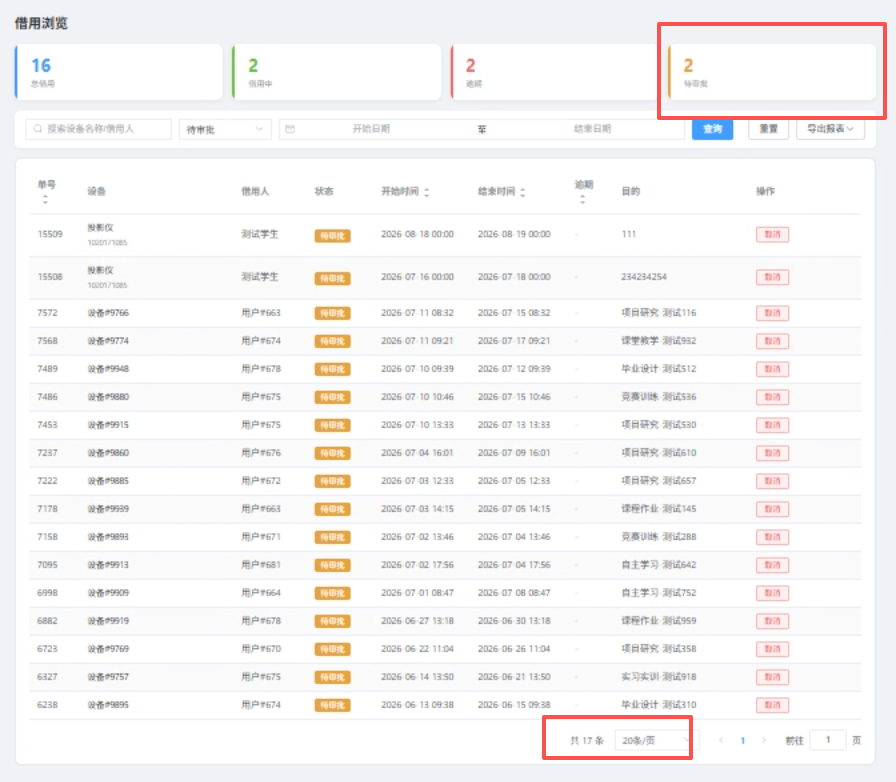 借用浏览
16
总借用
2
借用中
2
逾期
2
待审批
搜索设备名称/借用人 待审批 开始日期 至 结束日期 查询 重置 导出报表
单号 设备 借用人 状态 开始时间 结束时间 逾期 目的 操作
15509 投影仪 1020171085 测试学生 待审批 2026-08-18 00:00 2026-08-19 00:00 - 111 取消
15508 投影仪 1020171085 测试学生 待审批 2026-07-16 00:00 2026-07-18 00:00 - 234234254 取消
7572 设备#9766 用户#663 待审批 2026-07-11 08:32 2026-07-15 08:32 - 项目研究-测试116 取消
7568 设备#9774 用户#674 待审批 2026-07-11 09:21 2026-07-17 09:21 - 课堂教学-测试932 取消
7489 设备#9948 用户#678 待审批 2026-07-10 09:39 2026-07-12 09:39 - 毕业设计-测试512 取消
7486 设备#9880 用户#675 待审批 2026-07-10 10:46 2026-07-15 10:46 - 竞赛训练-测试536 取消
7453 设备#9915 用户#675 待审批 2026-07-10 13:33 2026-07-13 13:33 - 项目研究-测试530 取消
7237 设备#9860 用户#676 待审批 2026-07-04 16:01 2026-07-09 16:01 - 项目研究-测试610 取消
7222 设备#9885 用户#672 待审批 2026-07-03 12:33 2026-07-05 12:33 - 项目研究-测试657 取消
7178 设备#9939 用户#663 待审批 2026-07-03 14:15 2026-07-05 14:15 - 课程作业-测试145 取消
7158 设备#9893 用户#671 待审批 2026-07-02 13:46 2026-07-04 13:46 - 竞赛训练-测试288 取消
7095 设备#9913 用户#681 待审批 2026-07-02 17:56 2026-07-04 17:56 - 自主学习-测试642 取消
6998 设备#9909 用户#664 待审批 2026-07-01 08:47 2026-07-08 08:47 - 自主学习-测试752 取消
6882 设备#9919 用户#678 待审批 2026-06-27 13:18 2026-06-30 13:18 - 课程作业-测试959 取消
6723 设备#9769 用户#670 待审批 2026-06-22 11:04 2026-06-26 11:04 - 项目研究-测试358 取消
6327 设备#9757 用户#675 待审批 2026-06-14 13:50 2026-06-21 13:50 - 实习实训-测试918 取消
6238 设备#9895 用户#674 待审批 2026-06-13 09:38 2026-06-15 09:38 - 毕业设计-测试310 取消
共 17 条 20条/页 1 前往 1 页